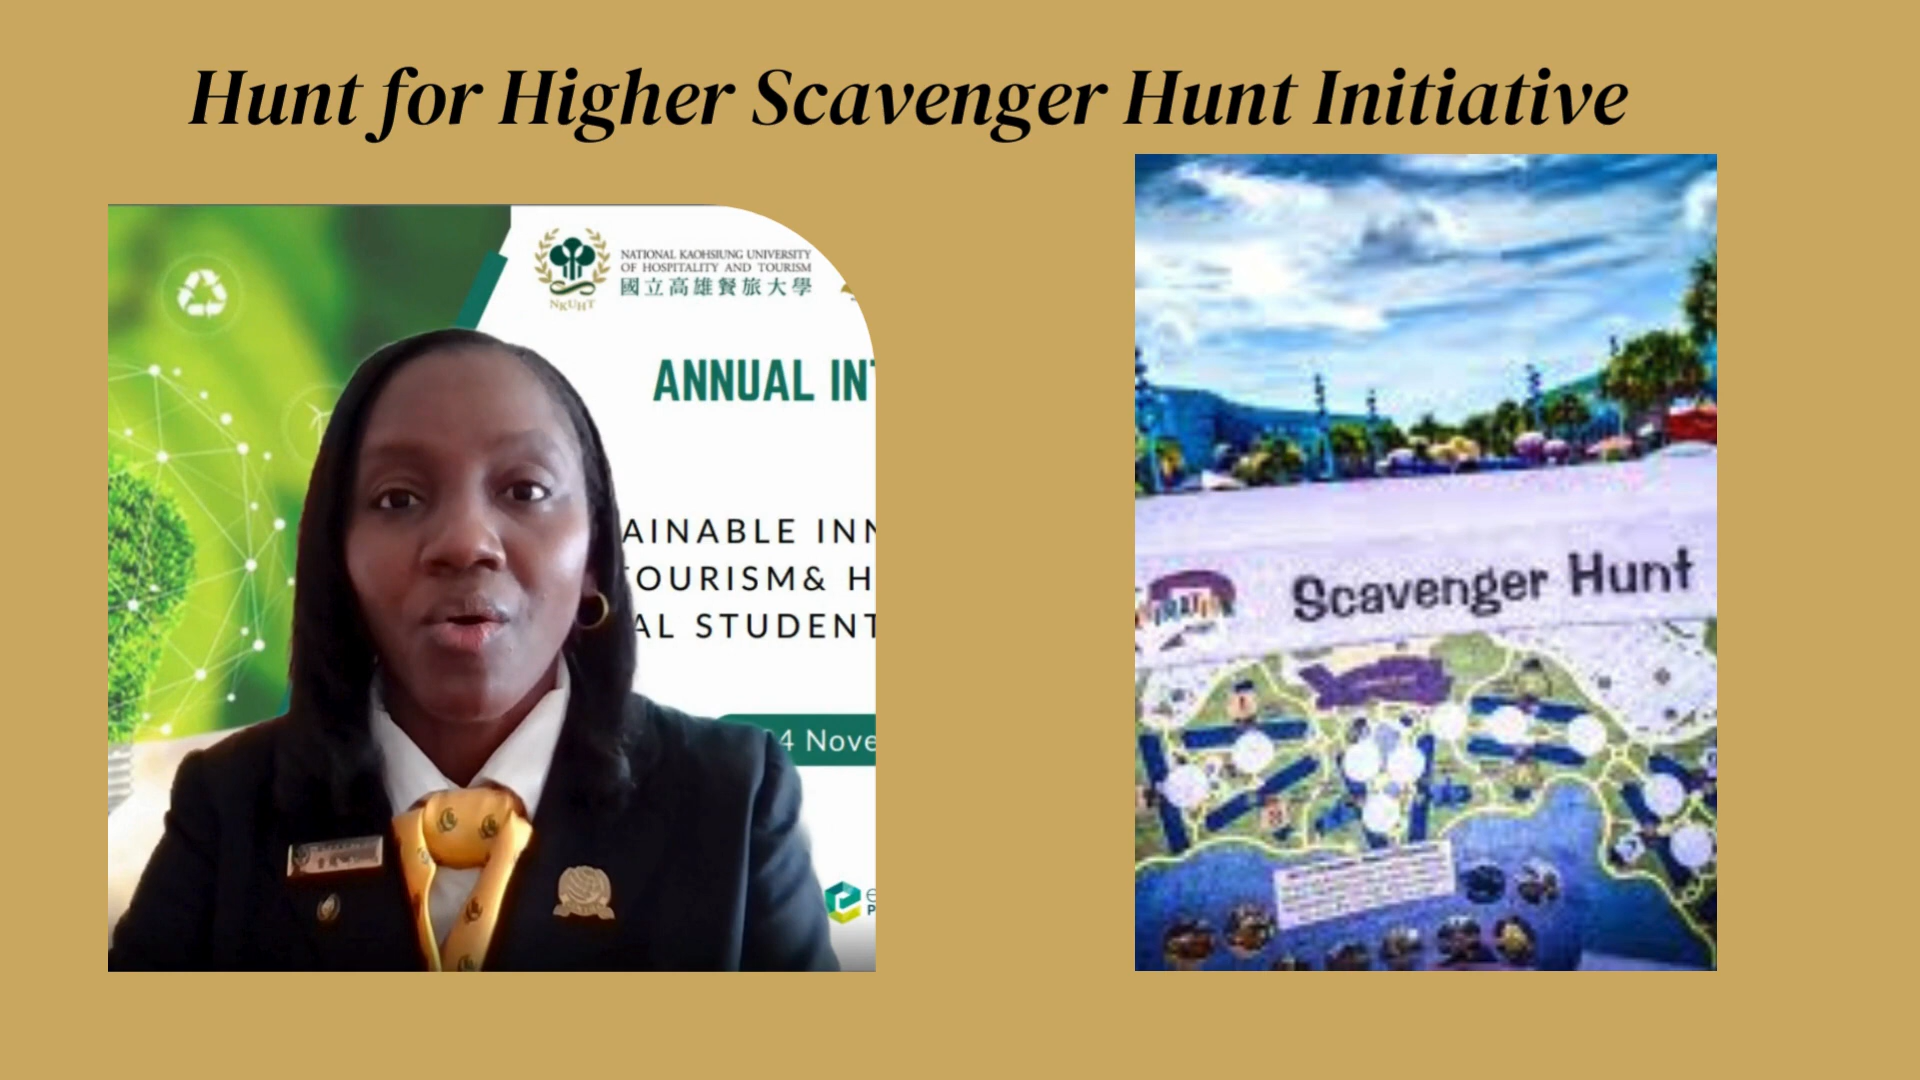 Hunt for Higher Scavenger Hunt Initiative
NATIONAL KAOHSIUNG UNIVERSITY
OF HOSPITALITY AND TOURISM
國立高雄餐旅大學
NKUHT
ANNUAL INT
AINABLE INN
OURISM& H
AL STUDENT
4 Nove
Scavenger Hunt